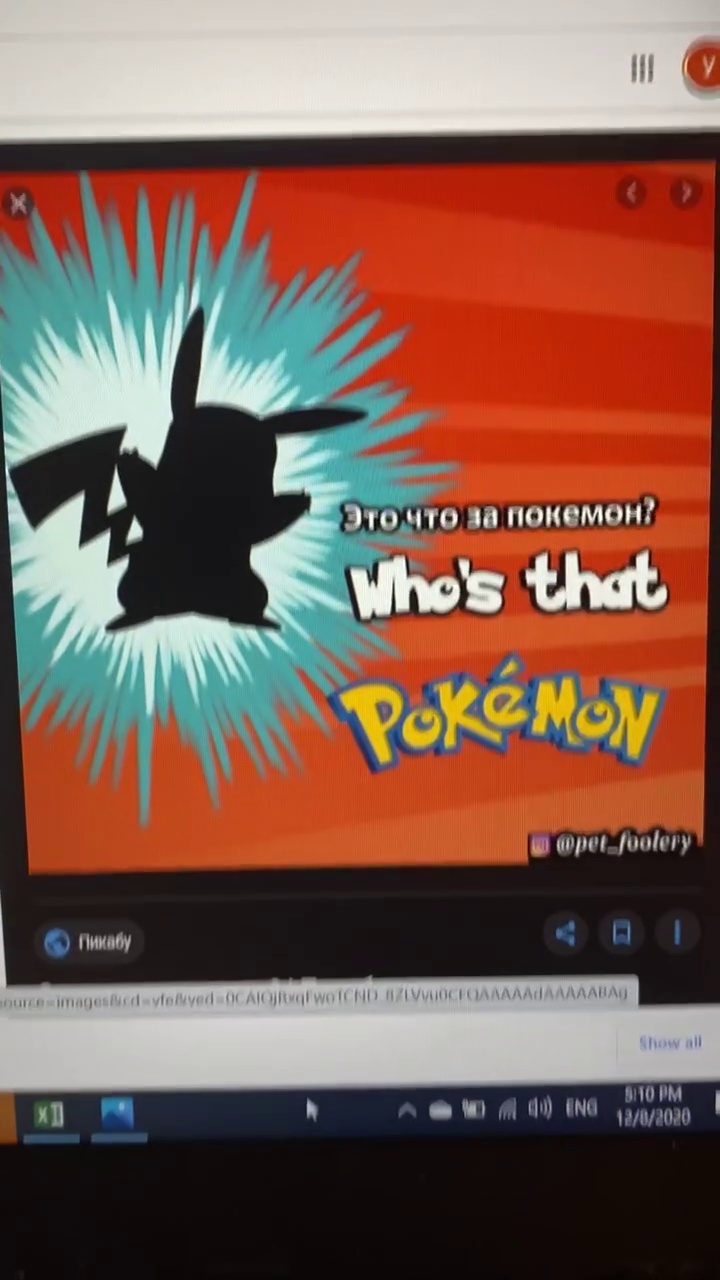 У
Это что за покемон?
Who's that
POKéMON
@pet_foolery
Пикабу
Show all
ENG
5:10 PM
12/8/2020